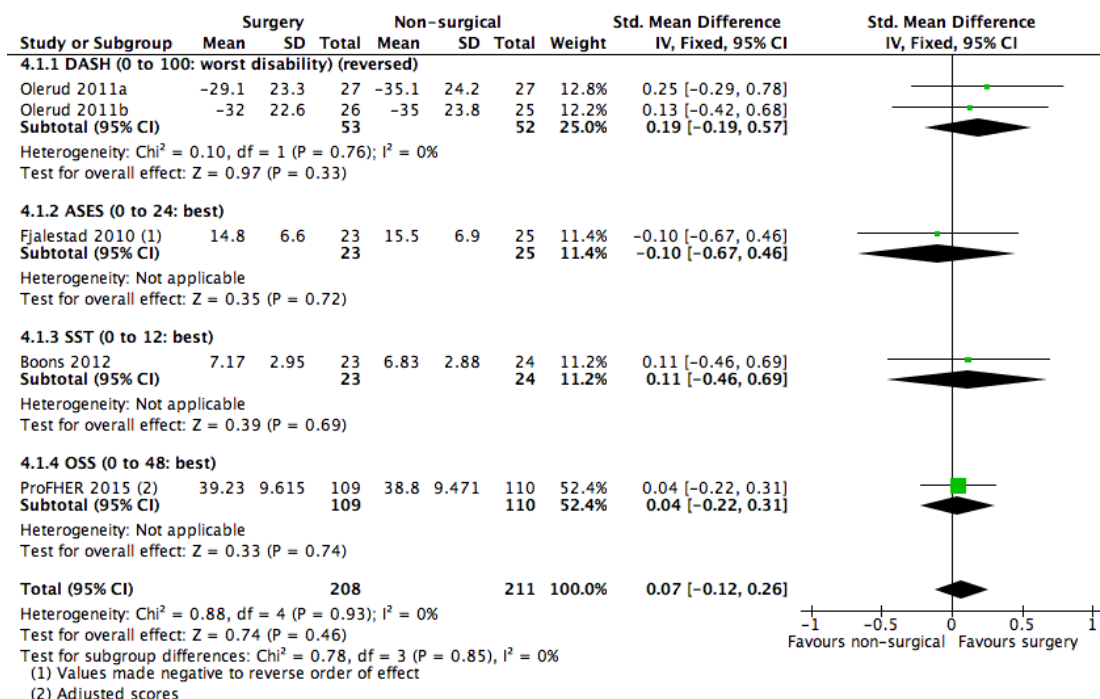 Surgery Non-surgical Std. Mean Difference Std. Mean Difference
Study or Subgroup Mean SD Total Mean SD Total Weight IV, Fixed, 95% CI IV, Fixed, 95% CI
4.1.1 DASH (0 to 100: worst disability) (reversed)
Olerud 2011a -29.1 23.3 27 -35.1 24.2 27 12.8% 0.25 [-0.29, 0.78]
Olerud 2011b -32 22.6 26 -35 23.8 25 12.2% 0.13 [-0.42, 0.68]
Subtotal (95% CI) 53 52 25.0% 0.19 [-0.19, 0.57]
Heterogeneity: Chi² = 0.10, df = 1 (P = 0.76); I² = 0%
Test for overall effect: Z = 0.97 (P = 0.33)
4.1.2 ASES (0 to 24: best)
Fjalestad 2010 (1) 14.8 6.6 23 15.5 6.9 25 11.4% -0.10 [-0.67, 0.46]
Subtotal (95% CI) 23 25 11.4% -0.10 [-0.67, 0.46]
Heterogeneity: Not applicable
Test for overall effect: Z = 0.35 (P = 0.72)
4.1.3 SST (0 to 12: best)
Boons 2012 7.17 2.95 23 6.83 2.88 24 11.2% 0.11 [-0.46, 0.69]
Subtotal (95% CI) 23 24 11.2% 0.11 [-0.46, 0.69]
Heterogeneity: Not applicable
Test for overall effect: Z = 0.39 (P = 0.69)
4.1.4 OSS (0 to 48: best)
ProFHER 2015 (2) 39.23 9.615 109 38.8 9.471 110 52.4% 0.04 [-0.22, 0.31]
Subtotal (95% CI) 109 110 52.4% 0.04 [-0.22, 0.31]
Heterogeneity: Not applicable
Test for overall effect: Z = 0.33 (P = 0.74)
Total (95% CI) 208 211 100.0% 0.07 [-0.12, 0.26]
Heterogeneity: Chi² = 0.88, df = 4 (P = 0.93); I² = 0%
Test for overall effect: Z = 0.74 (P = 0.46)
Test for subgroup differences: Chi² = 0.78, df = 3 (P = 0.85), I² = 0%
-1 -0.5 0 0.5 1
Favours non-surgical Favours surgery
(1) Values made negative to reverse order of effect
(2) Adjusted scores